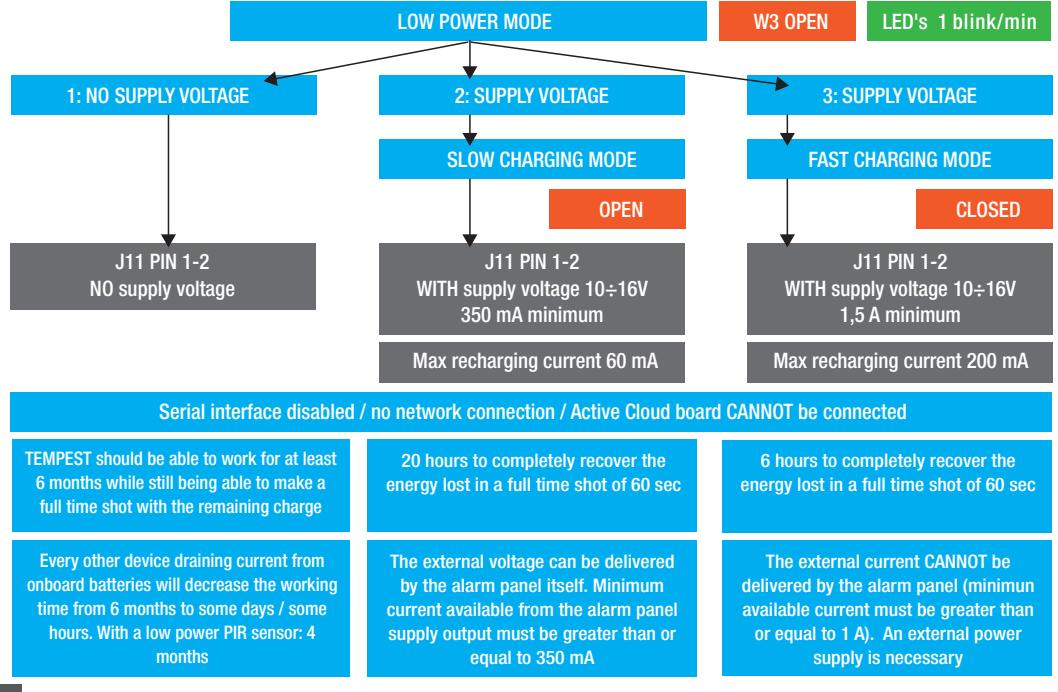 LOW POWER MODE
W3 OPEN
LED's 1 blink/min
1: NO SUPPLY VOLTAGE
2: SUPPLY VOLTAGE
3: SUPPLY VOLTAGE
SLOW CHARGING MODE
FAST CHARGING MODE
OPEN
CLOSED
J11 PIN 1-2
NO supply voltage
J11 PIN 1-2
WITH supply voltage 10÷16V
350 mA minimum
J11 PIN 1-2
WITH supply voltage 10÷16V
1,5 A minimum
Max recharging current 60 mA
Max recharging current 200 mA
Serial interface disabled / no network connection / Active Cloud board CANNOT be connected
TEMPEST should be able to work for at least
6 months while still being able to make a
full time shot with the remaining charge
20 hours to completely recover the
energy lost in a full time shot of 60 sec
6 hours to completely recover the
energy lost in a full time shot of 60 sec
Every other device draining current from
onboard batteries will decrease the working
time from 6 months to some days / some
hours. With a low power PIR sensor: 4
months
The external voltage can be delivered
by the alarm panel itself. Minimum
current available from the alarm panel
supply output must be greater than or
equal to 350 mA
The external current CANNOT be
delivered by the alarm panel (minimun
available current must be greater than
or equal to 1 A). An external power
supply is necessary